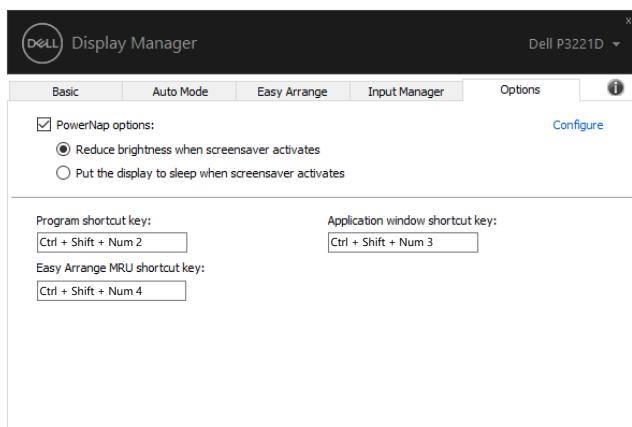 DELL Display Manager Dell P3221D
x
Basic Auto Mode Easy Arrange Input Manager Options i
PowerNap options: Configure
Reduce brightness when screensaver activates
Put the display to sleep when screensaver activates
Program shortcut key: Application window shortcut key:
Ctrl + Shift + Num 2 Ctrl + Shift + Num 3
Easy Arrange MRU shortcut key:
Ctrl + Shift + Num 4